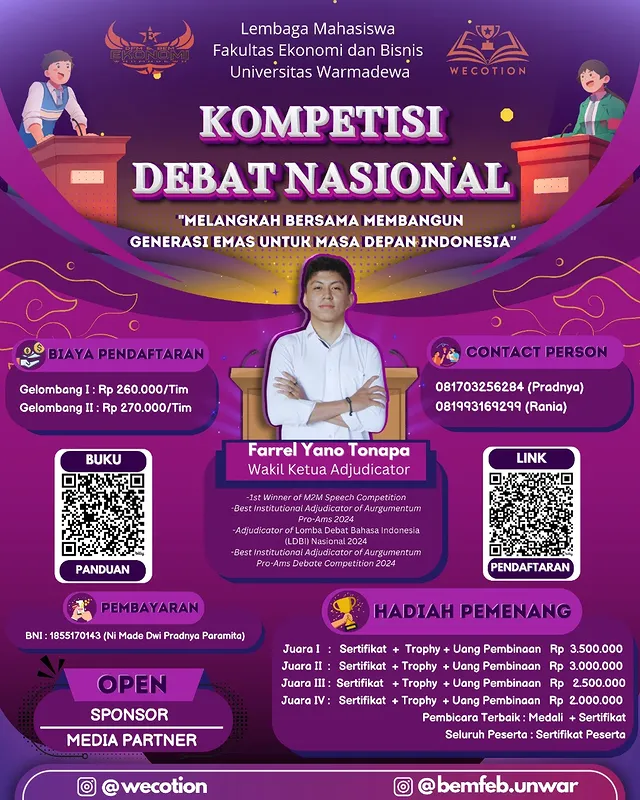 Lembaga Mahasiswa
Fakultas Ekonomi dan Bisnis
Universitas Warmadewa
DPM & BEM
EKONOMI
WECOTION
KOMPETISI
DEBAT NASIONAL
"MELANGKAH BERSAMA MEMBANGUN
GENERASI EMAS UNTUK MASA DEPAN INDONESIA"
BIAYA PENDAFTARAN
Gelombang I : Rp 260.000/Tim
Gelombang II : Rp 270.000/Tim
CONTACT PERSON
081703256284 (Pradnya)
081993169299 (Rania)
Farrel Yano Tonapa
Wakil Ketua Adjudicator
-1st Winner of M2M Speech Competition
-Best Institutional Adjudicator of Aurgumentum
Pro-Ams 2024
-Adjudicator of Lomba Debat Bahasa Indonesia
(LDBI) Nasional 2024
-Best Institutional Adjudicator of Aurgumentum
Pro-Ams Debate Competition 2024
BUKU
PANDUAN
LINK
PENDAFTARAN
PEMBAYARAN
BNI : 1855170143 (Ni Made Dwi Pradnya Paramita)
HADIAH PEMENANG
Juara I : Sertifikat + Trophy + Uang Pembinaan Rp 3.500.000
Juara II : Sertifikat + Trophy + Uang Pembinaan Rp 3.000.000
Juara III : Sertifikat + Trophy + Uang Pembinaan Rp 2.500.000
Juara IV : Sertifikat + Trophy + Uang Pembinaan Rp 2.000.000
Pembicara Terbaik : Medali + Sertifikat
Seluruh Peserta : Sertifikat Peserta
OPEN
SPONSOR
MEDIA PARTNER
@wecotion
@bemfeb.unwar